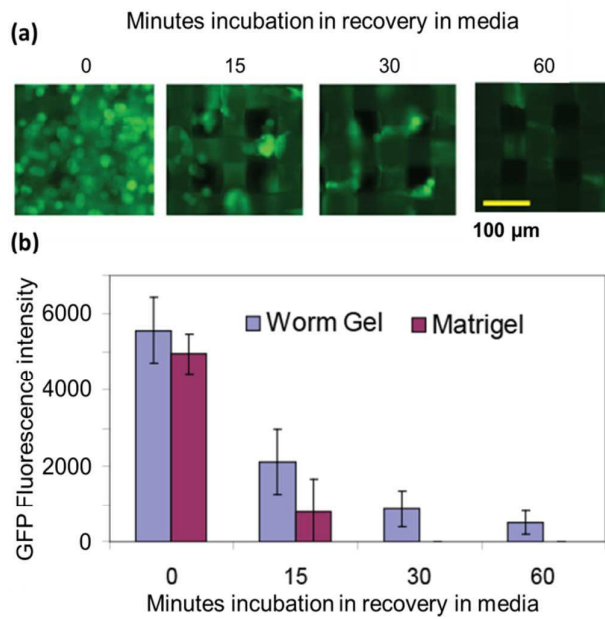 (a)
Minutes incubation in recovery in media
0 15 30 60
100 µm
(b)
GFP Fluorescence intensity
6000
4000
2000
0
Worm Gel Matrigel
0 15 30 60
Minutes incubation in recovery in media